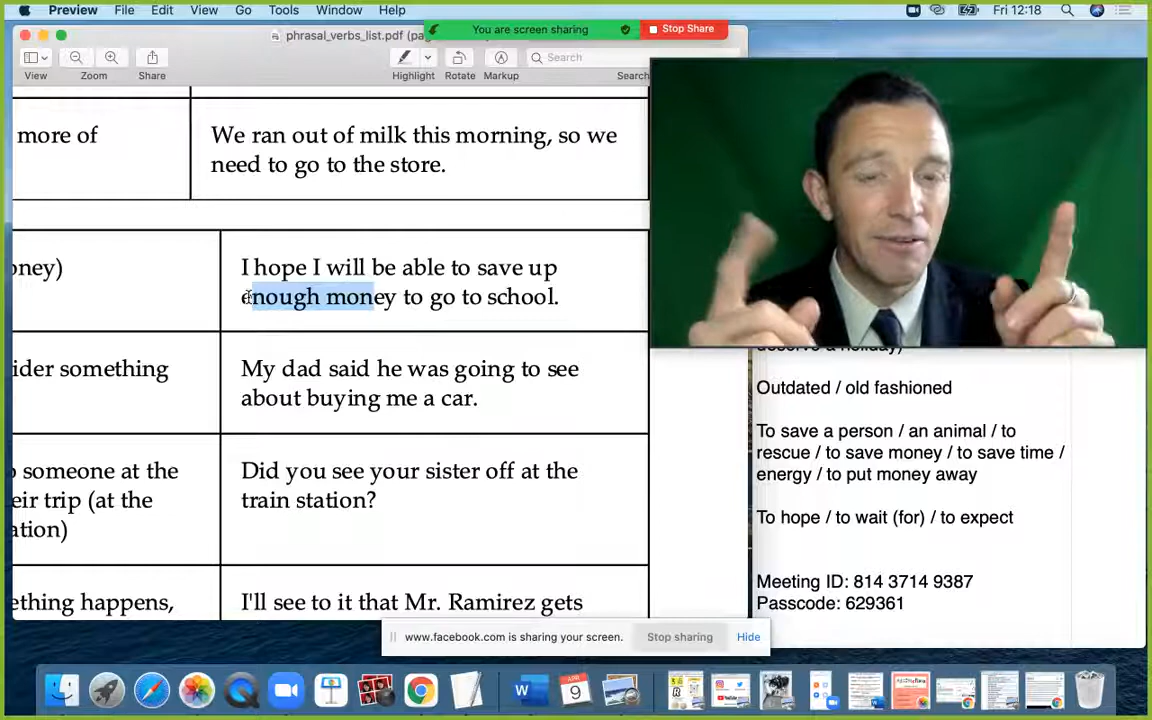 Preview File Edit View Go Tools Window Help Fri 12:18
You are screen sharing Stop Share
phrasal_verbs_list.pdf (pa
View Zoom Share Highlight Rotate Markup Search
Search
more of
We ran out of milk this morning, so we
need to go to the store.
oney)
I hope I will be able to save up
enough money to go to school.
ider something
My dad said he was going to see
about buying me a car.
o someone at the
eir trip (at the
ation)
Did you see your sister off at the
train station?
ething happens,
I'll see to it that Mr. Ramirez gets
deserve a holiday)
Outdated / old fashioned
To save a person / an animal / to
rescue / to save money / to save time /
energy / to put money away
To hope / to wait (for) / to expect
Meeting ID: 814 3714 9387
Passcode: 629361
www.facebook.com is sharing your screen. Stop sharing Hide
APR
9